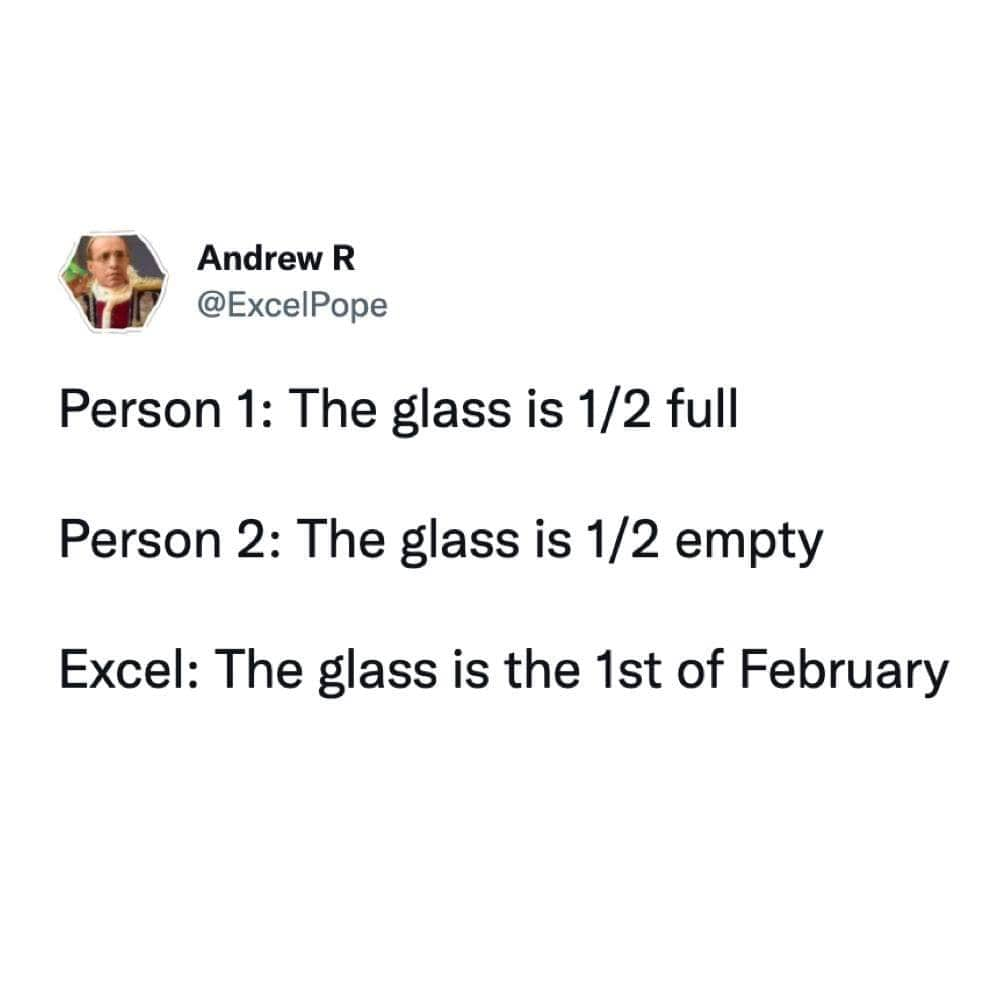 Andrew R
@ExcelPope
Person 1: The glass is 1/2 full
Person 2: The glass is 1/2 empty
Excel: The glass is the 1st of February